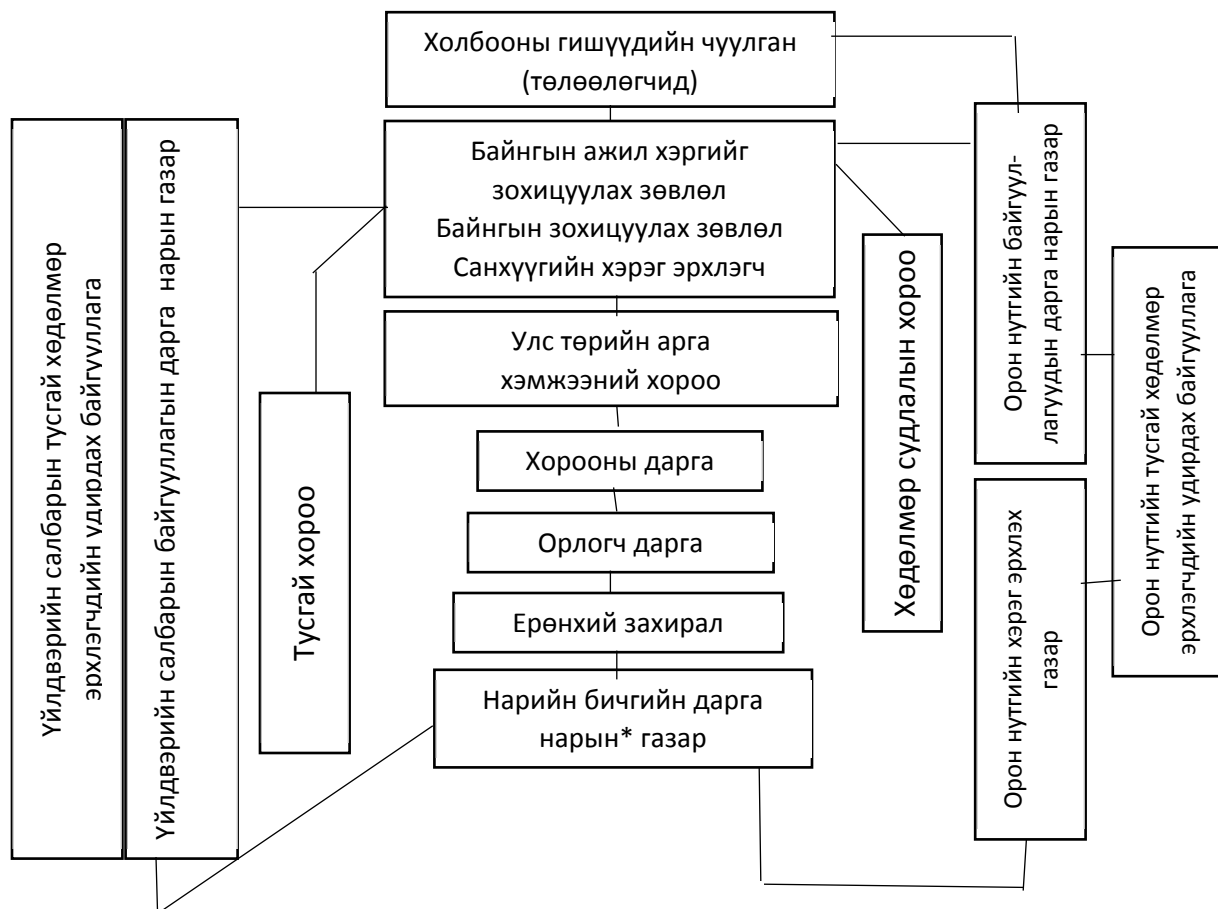 Холбооны гишүүдийн чуулган
(төлөөлөгчид)
Үйлдвэрийн салбарын тусгай хөдөлмөр
эрхлэгчдийн удирдах байгууллага
Үйлдвэрийн салбарын байгууллагын дарга нарын газар
Байнгын ажил хэргийг
зохицуулах зөвлөл
Байнгын зохицуулах зөвлөл
Санхүүгийн хэрэг эрхлэгч
Орон нутгийн байгуул-
лагуудын дарга нарын газар
Орон нутгийн тусгай хөдөлмөр
эрхлэгчдийн удирдах байгууллага
Хөдөлмөр судлалын хороо
Улс төрийн арга
хэмжээний хороо
Тусгай хороо
Хорооны дарга
Орлогч дарга
Ерөнхий захирал
Нарийн бичгийн дарга
нарын* газар
Орон нутгийн хэрэг эрхлэх
газар